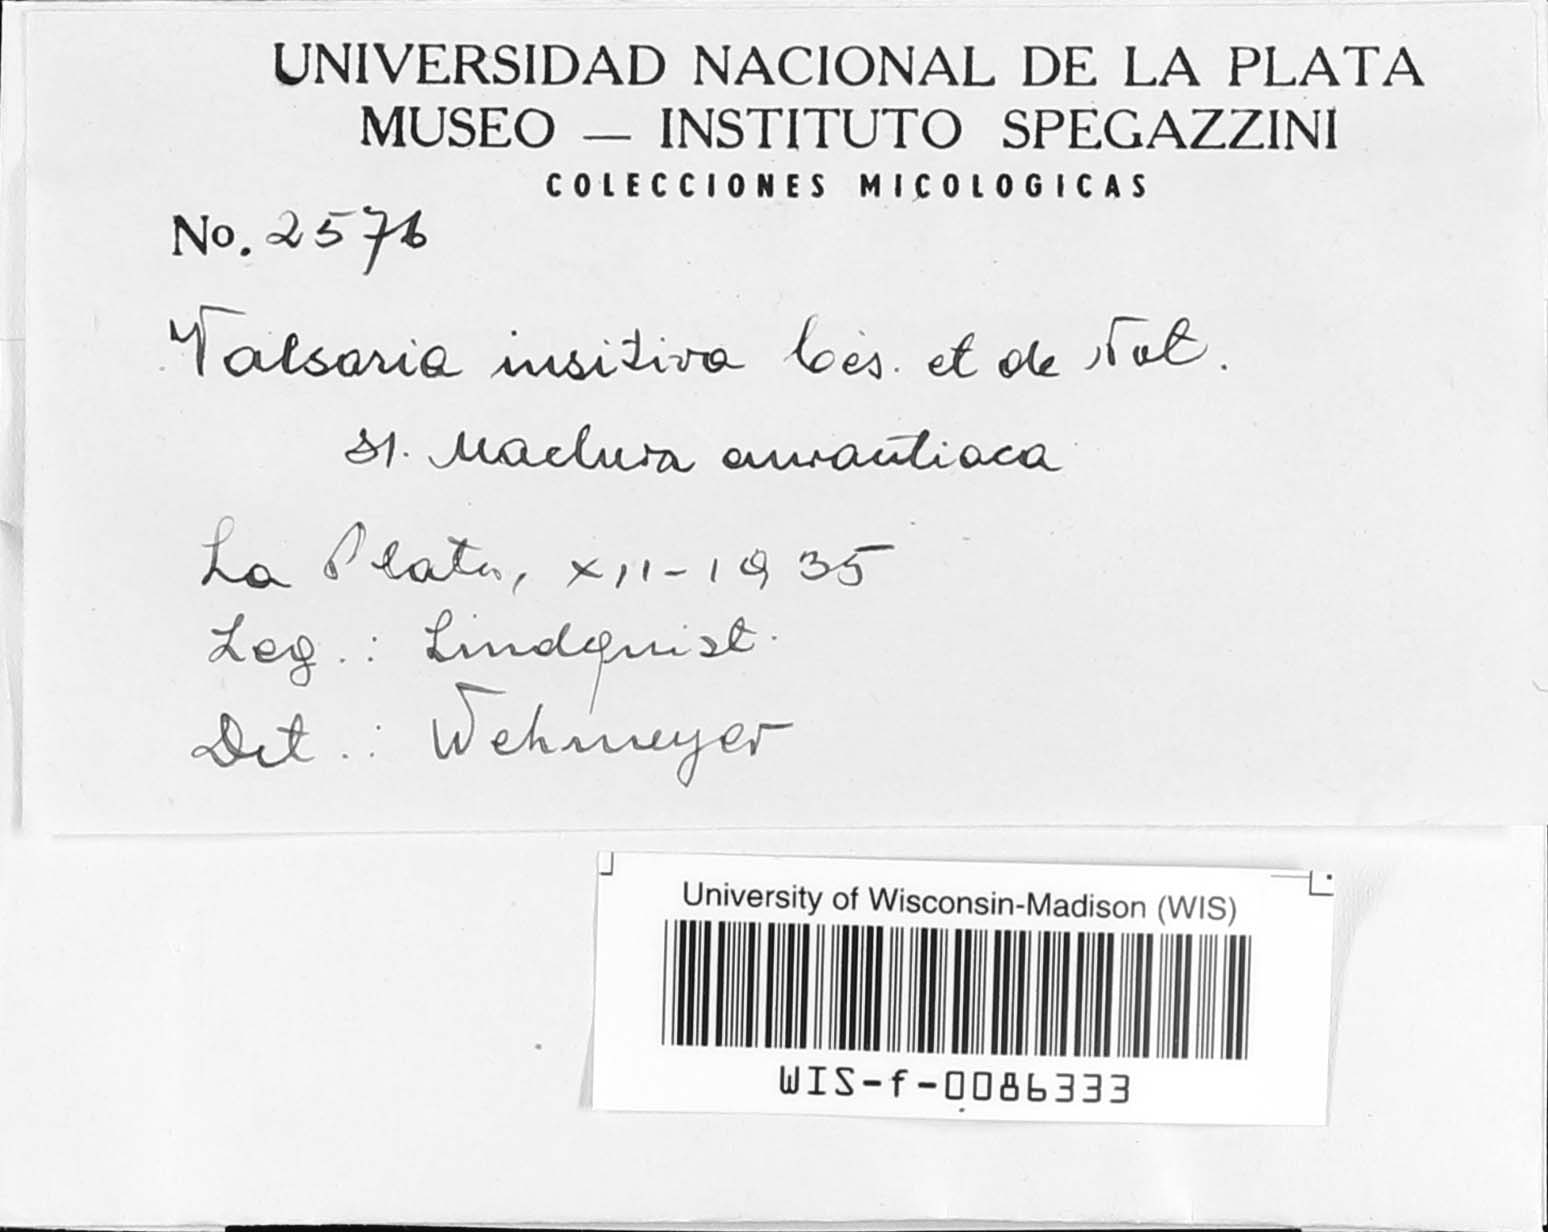 UNIVERSIDAD NACIONAL DE LA PLATA
MUSEO — INSTITUTO SPEGAZZINI
COLECCIONES MICOLOGICAS
No. 2576
Valsaria insitiva Ces. et de Not.
s/. Maclura aurantiaca
La Plata, XII-1935
Leg.: Lindquist.
Det.: Wehmeyer
University of Wisconsin-Madison (WIS)
WIS-f-0086333